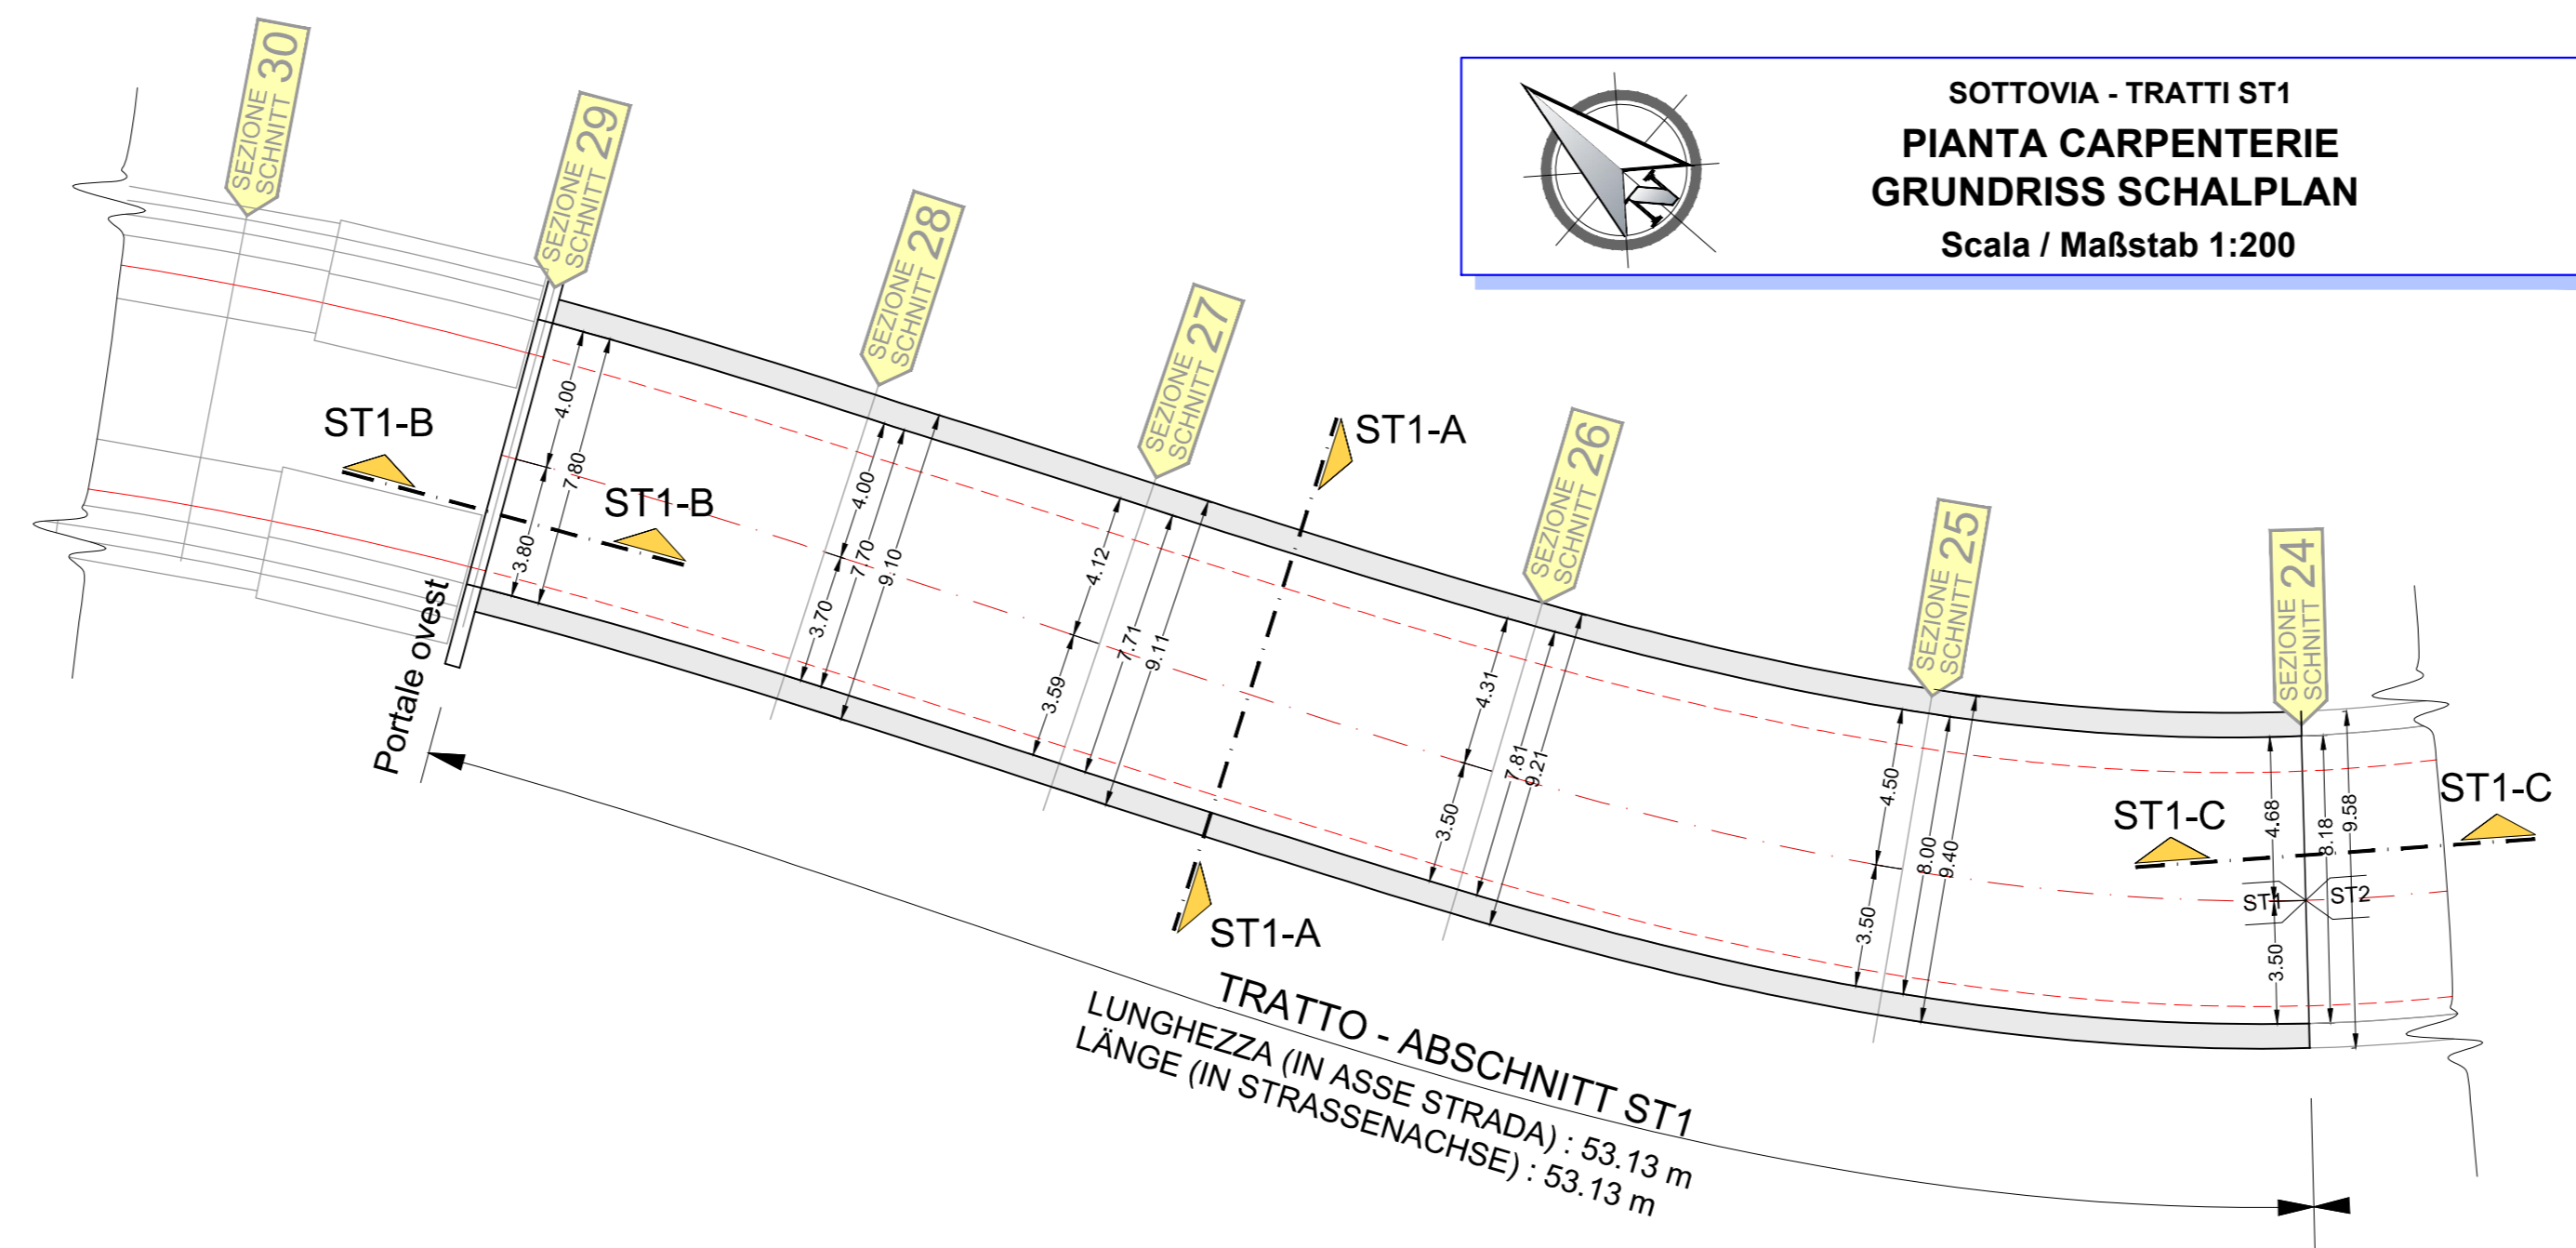 SOTTOVIA - TRATTI ST1
PIANTA CARPENTERIE
GRUNDRISS SCHALPLAN
Scala / Maßstab 1:200
N
SEZIONE
SCHNITT 30
SEZIONE
SCHNITT 29
SEZIONE
SCHNITT 28
SEZIONE
SCHNITT 27
SEZIONE
SCHNITT 26
SEZIONE
SCHNITT 25
SEZIONE
SCHNITT 24
ST1-B
ST1-B
ST1-A
ST1-A
ST1-C
ST1-C
4.00
7.80
3.80
4.00
7.70
9.10
3.70
4.12
7.71
9.11
3.59
4.31
7.81
9.21
3.50
4.50
8.00
9.40
3.50
4.68
8.18
9.58
3.50
ST1
ST2
Portale ovest
TRATTO - ABSCHNITT ST1
LUNGHEZZA (IN ASSE STRADA) : 53.13 m
LÄNGE (IN STRASSENACHSE) : 53.13 m